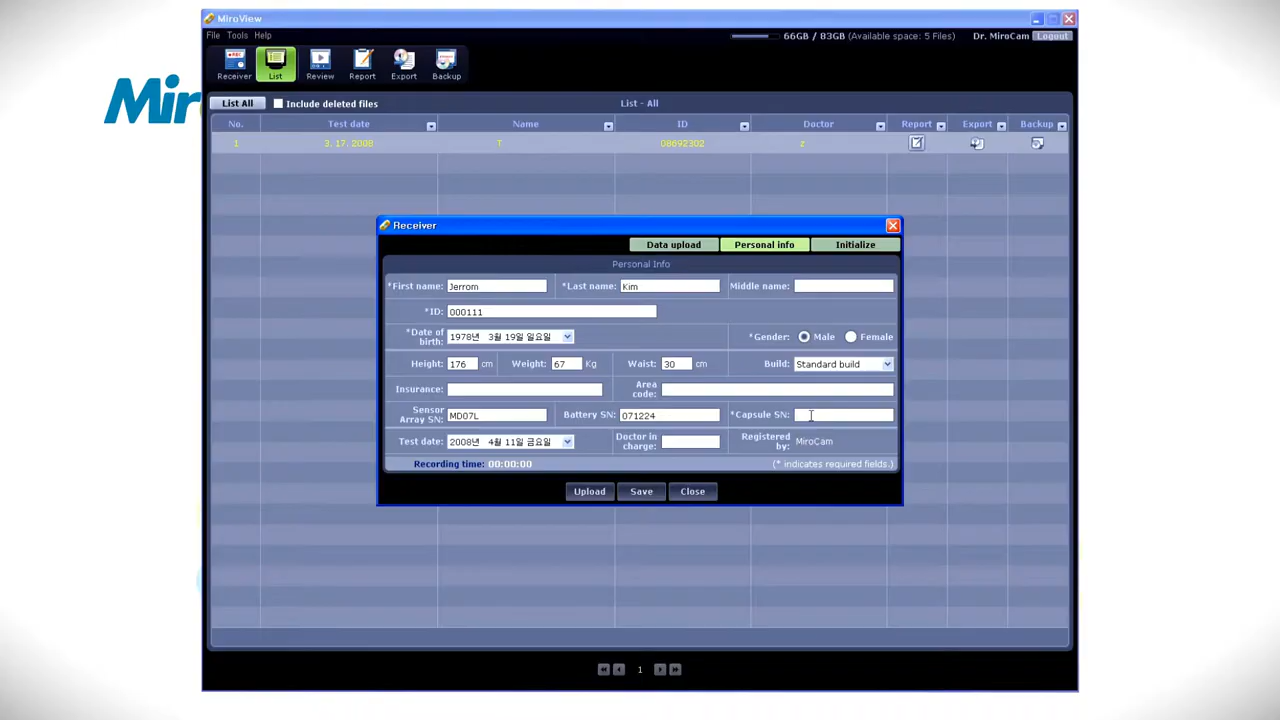 MiroView
File Tools Help
66GB / 83GB (Available space: 5 Files) Dr. MiroCam Logout
Receiver List Review Report Export Backup
Mir
List All Include deleted files List - All
No. Test date Name ID Doctor Report Export Backup
1 3. 17. 2008 T 08692302 z
Receiver
Data upload Personal info Initialize
Personal Info
*First name: Jerrom *Last name: Kim Middle name:
*ID: 000111
*Date of birth: 1978년 3월 19일 일요일 *Gender: Male Female
Height: 176 cm Weight: 67 Kg Waist: 30 cm Build: Standard build
Insurance: Area code:
Sensor Array SN: MD07L Battery SN: 071224 *Capsule SN:
Test date: 2008년 4월 11일 금요일 Doctor in charge: Registered by: MiroCam
Recording time: 00:00:00 (* indicates required fields.)
Upload Save Close
1